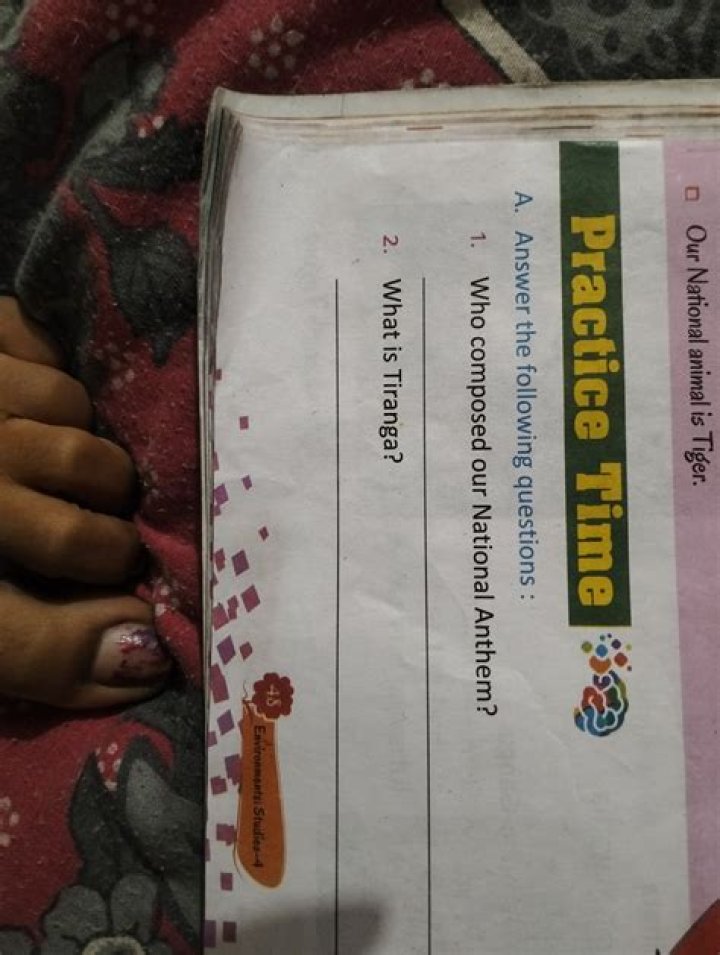 □ Our National animal is Tiger.
Practice Time
A. Answer the following questions :
1. Who composed our National Anthem?
2. What is Tiranga?
48 Environmental Studies-4